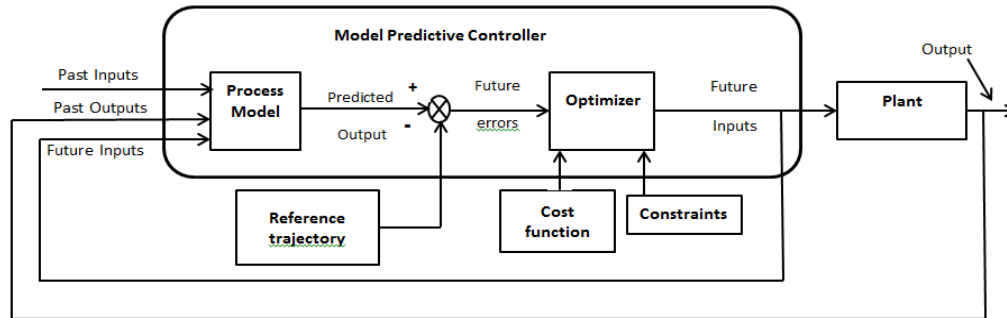 Model Predictive Controller
Output
Past Inputs
Process
Model
Past Outputs
Future Inputs
Predicted
Output
+
-
Future
errors
Optimizer
Future
Inputs
Plant
Reference
trajectory
Cost
function
Constraints